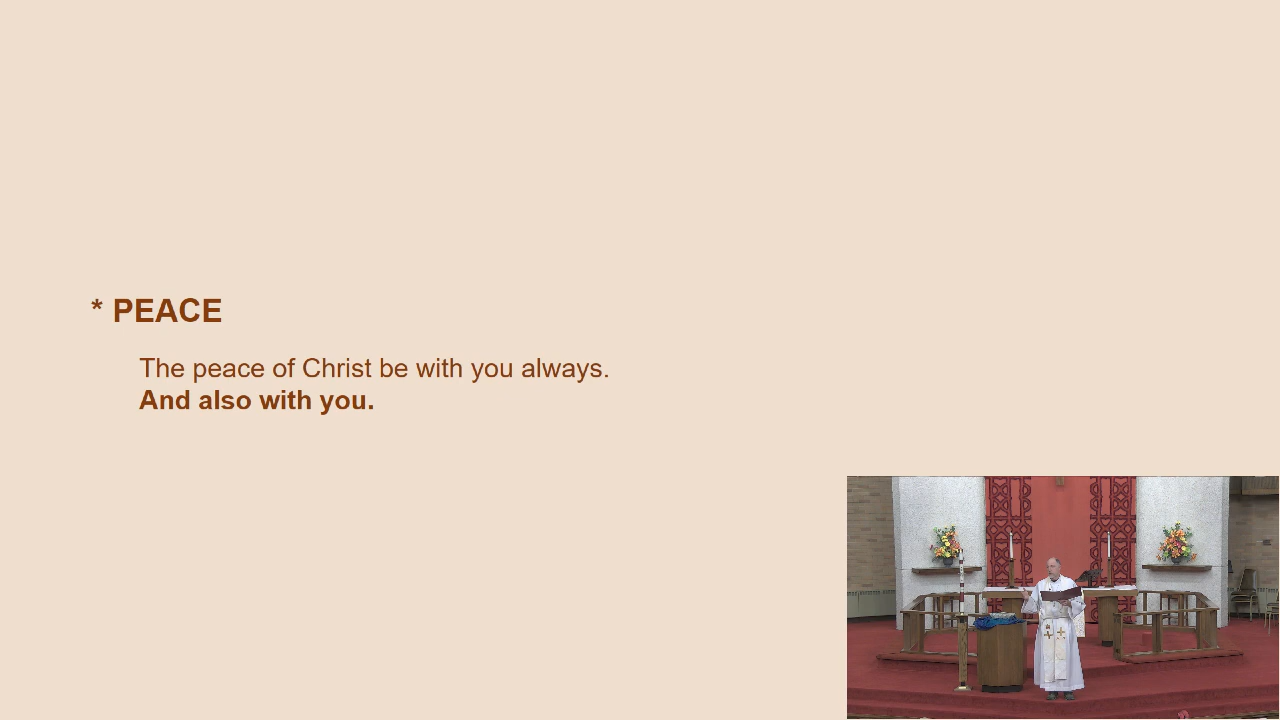 * PEACE
The peace of Christ be with you always.
And also with you.